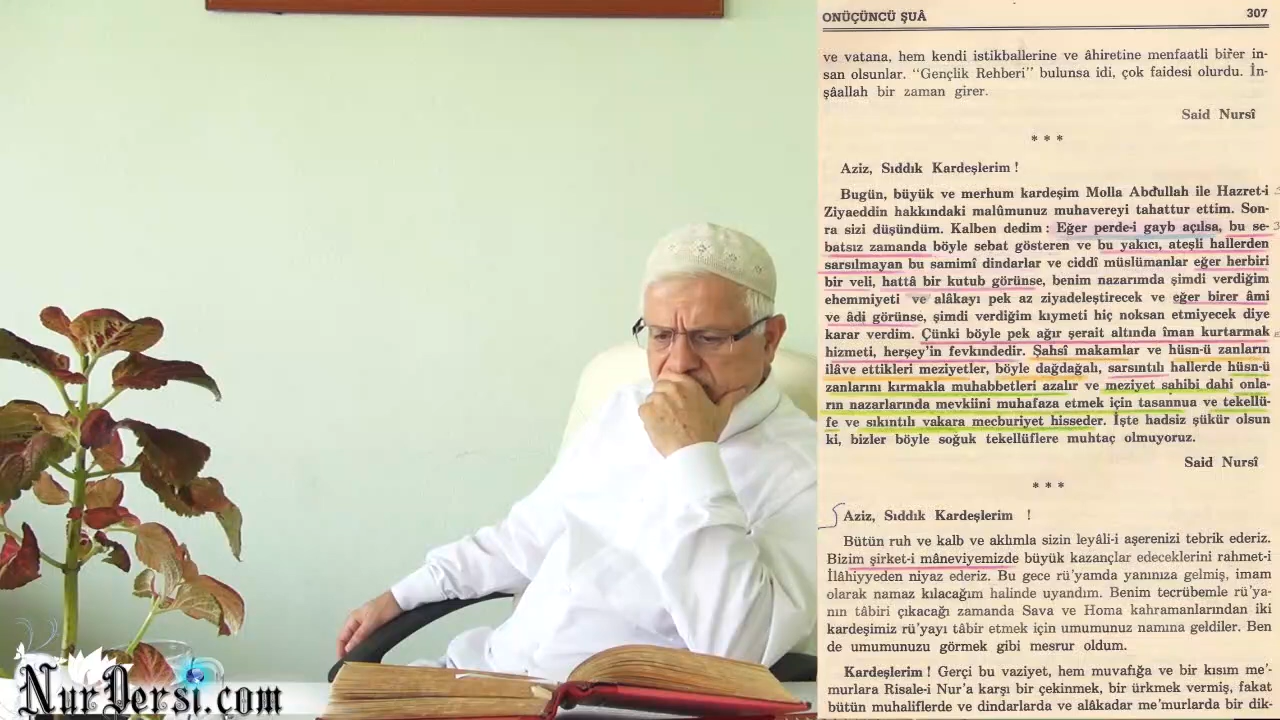 ONÜÇÜNCÜ ŞUÂ 307
ve vatana, hem kendi istikballerine ve âhiretine menfaatli birer in-
san olsunlar. "Gençlik Rehberi" bulunsa idi, çok faidesi olurdu. İn-
şâallah bir zaman girer.
Said Nursî
* * *
Aziz, Sıddık Kardeşlerim !
Bugün, büyük ve merhum kardeşim Molla Abdullah ile Hazret-i
Ziyaeddin hakkındaki malûmunuz muhavereyi tahattur ettim. Son-
ra sizi düşündüm. Kalben dedim : Eğer perde-i gayb açılsa, bu se-
batsız zamanda böyle sebat gösteren ve bu yakıcı, ateşli hallerden
sarsılmayan bu samimî dindarlar ve ciddî müslümanlar eğer herbiri
bir veli, hattâ bir kutub görünse, benim nazarımda şimdi verdiğim
ehemmiyeti ve alâkayı pek az ziyadeleştirecek ve eğer birer âmi
ve âdi görünse, şimdi verdiğim kıymeti hiç noksan etmiyecek diye
karar verdim. Çünki böyle pek ağır şerait altında îman kurtarmak
hizmeti, herşey'in fevkındedir. Şahsî makamlar ve hüsn-ü zanların
ilâve ettikleri meziyetler, böyle dağdağalı, sarsıntılı hallerde hüsn-ü
zanlarını kırmakla muhabbetleri azalır ve meziyet sahibi dahi onla-
rın nazarlarında mevkiini muhafaza etmek için tasannua ve tekellü-
fe ve sıkıntılı vakara mecburiyet hisseder. İşte hadsiz şükür olsun
ki, bizler böyle soğuk tekellüflere muhtaç olmuyoruz.
Said Nursî
* * *
Aziz, Sıddık Kardeşlerim !
Bütün ruh ve kalb ve aklımla sizin leyâli-i aşerenizi tebrik ederiz.
Bizim şirket-i mâneviyemizde büyük kazançlar edeceklerini rahmet-i
İlâhiyyeden niyaz ederiz. Bu gece rü'yamda yanınıza gelmiş, imam
olarak namaz kılacağım halinde uyandım. Benim tecrübemle rü'ya-
nın tâbiri çıkacağı zamanda Sava ve Homa kahramanlarından iki
kardeşimiz rü'yayı tâbir etmek için umumunuz namına geldiler. Ben
de umumunuzu görmek gibi mesrur oldum.
Kardeşlerim ! Gerçi bu vaziyet, hem muvafığa ve bir kısım me'-
murlara Risale-i Nur'a karşı bir çekinmek, bir ürkmek vermiş, fakat
bütün muhaliflerde ve dindarlarda ve alâkadar me'murlarda bir dik-
NurDersi.com